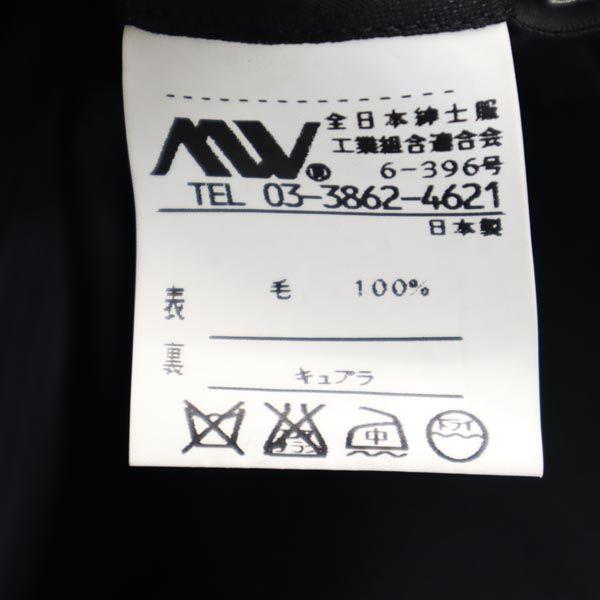 MW 全日本紳士服
工業組合連合会
6-396号
TEL 03-3862-4621
日本製
表 毛 100%
裏 キュプラ
中 ドライ